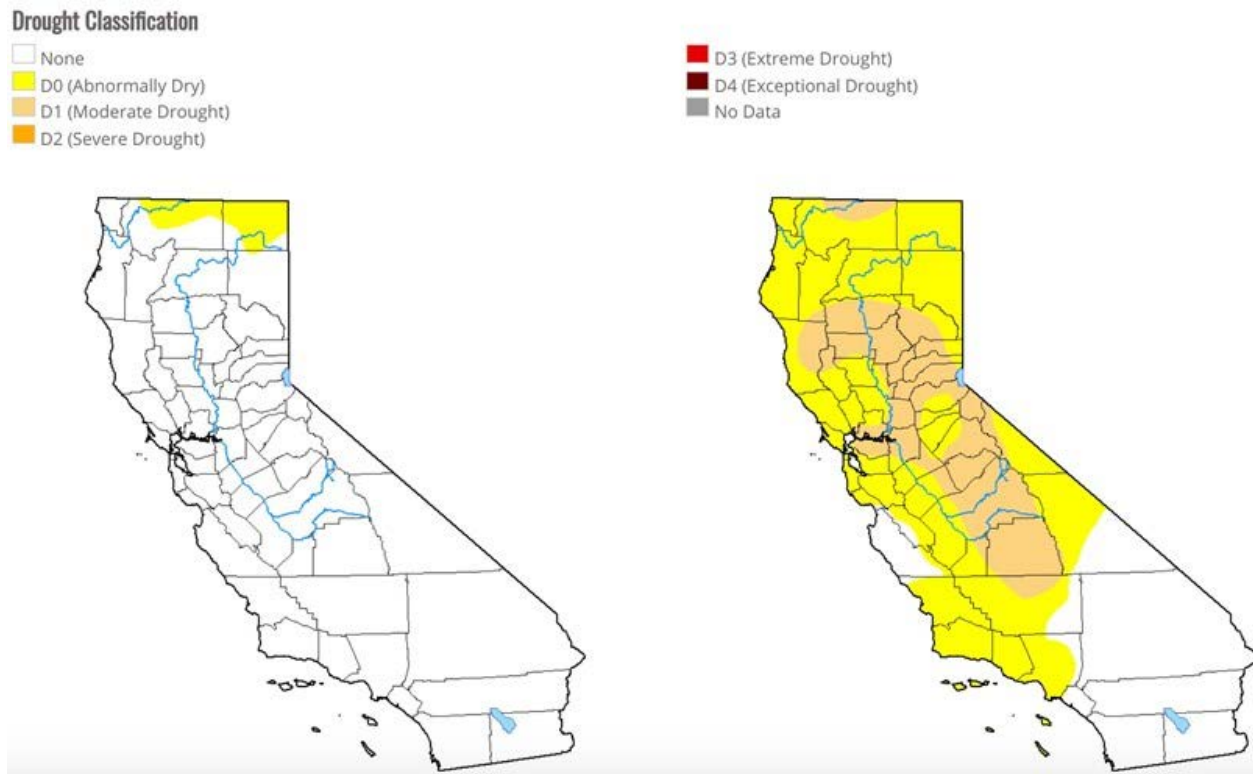 Drought Classification
None
D0 (Abnormally Dry)
D1 (Moderate Drought)
D2 (Severe Drought)
D3 (Extreme Drought)
D4 (Exceptional Drought)
No Data